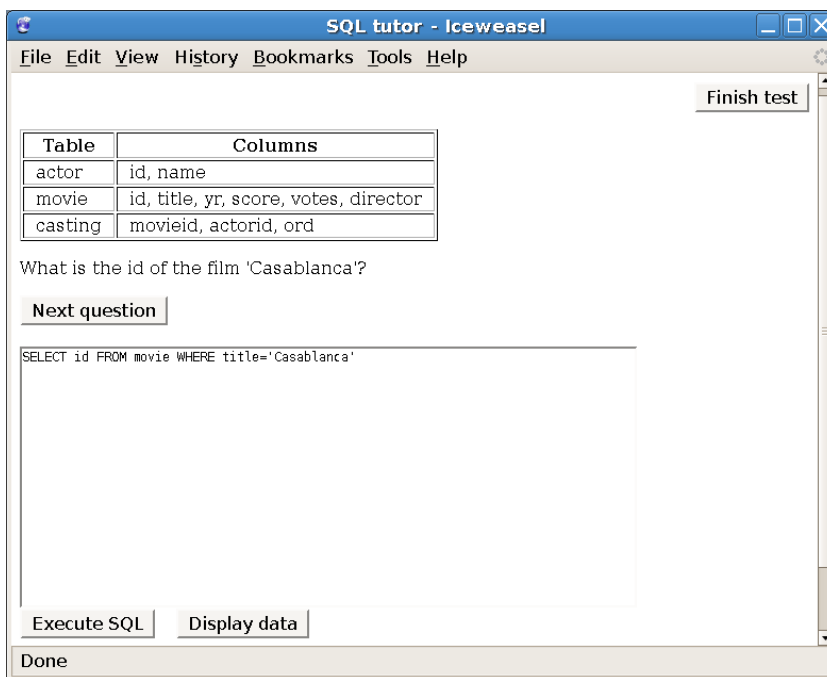 SQL tutor - Iceweasel
File Edit View History Bookmarks Tools Help
Finish test
Table Columns
actor id, name
movie id, title, yr, score, votes, director
casting movieid, actorid, ord
What is the id of the film 'Casablanca'?
Next question
SELECT id FROM movie WHERE title='Casablanca'
Execute SQL Display data
Done